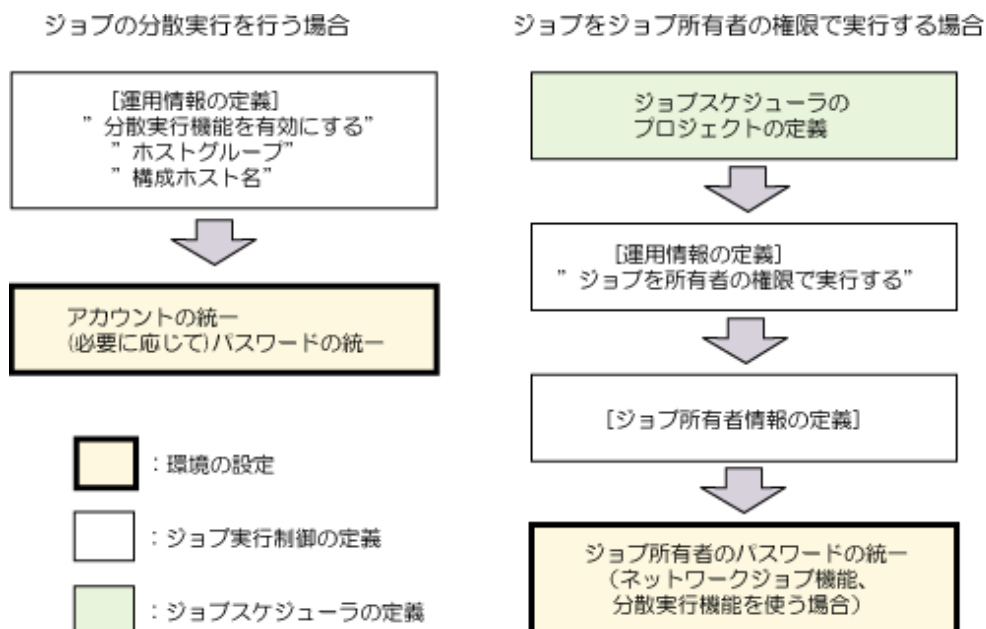 ジョブの分散実行を行う場合
[運用情報の定義]
”分散実行機能を有効にする”
”ホストグループ”
”構成ホスト名”
アカウントの統一
(必要に応じて)パスワードの統一
：環境の設定
：ジョブ実行制御の定義
：ジョブスケジューラの定義
ジョブをジョブ所有者の権限で実行する場合
ジョブスケジューラの
プロジェクトの定義
[運用情報の定義]
”ジョブを所有者の権限で実行する”
[ジョブ所有者情報の定義]
ジョブ所有者のパスワードの統一
（ネットワークジョブ機能、
分散実行機能を使う場合）